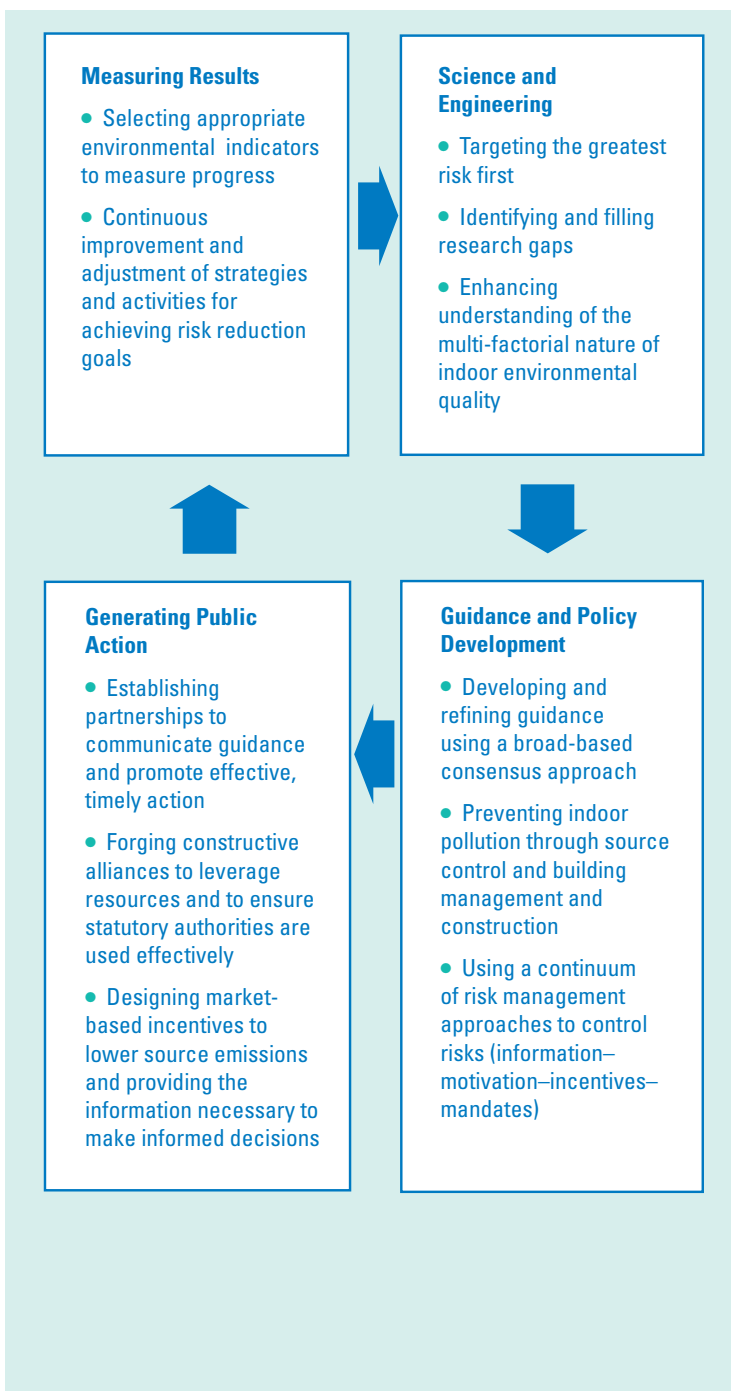 Measuring Results
● Selecting appropriate
environmental indicators
to measure progress
● Continuous
improvement and
adjustment of strategies
and activities for
achieving risk reduction
goals
Science and
Engineering
● Targeting the greatest
risk first
● Identifying and filling
research gaps
● Enhancing
understanding of the
multi-factorial nature of
indoor environmental
quality
Generating Public
Action
● Establishing
partnerships to
communicate guidance
and promote effective,
timely action
● Forging constructive
alliances to leverage
resources and to ensure
statutory authorities are
used effectively
● Designing market-
based incentives to
lower source emissions
and providing the
information necessary to
make informed decisions
Guidance and Policy
Development
● Developing and
refining guidance
using a broad-based
consensus approach
● Preventing indoor
pollution through source
control and building
management and
construction
● Using a continuum
of risk management
approaches to control
risks (information–
motivation–incentives–
mandates)